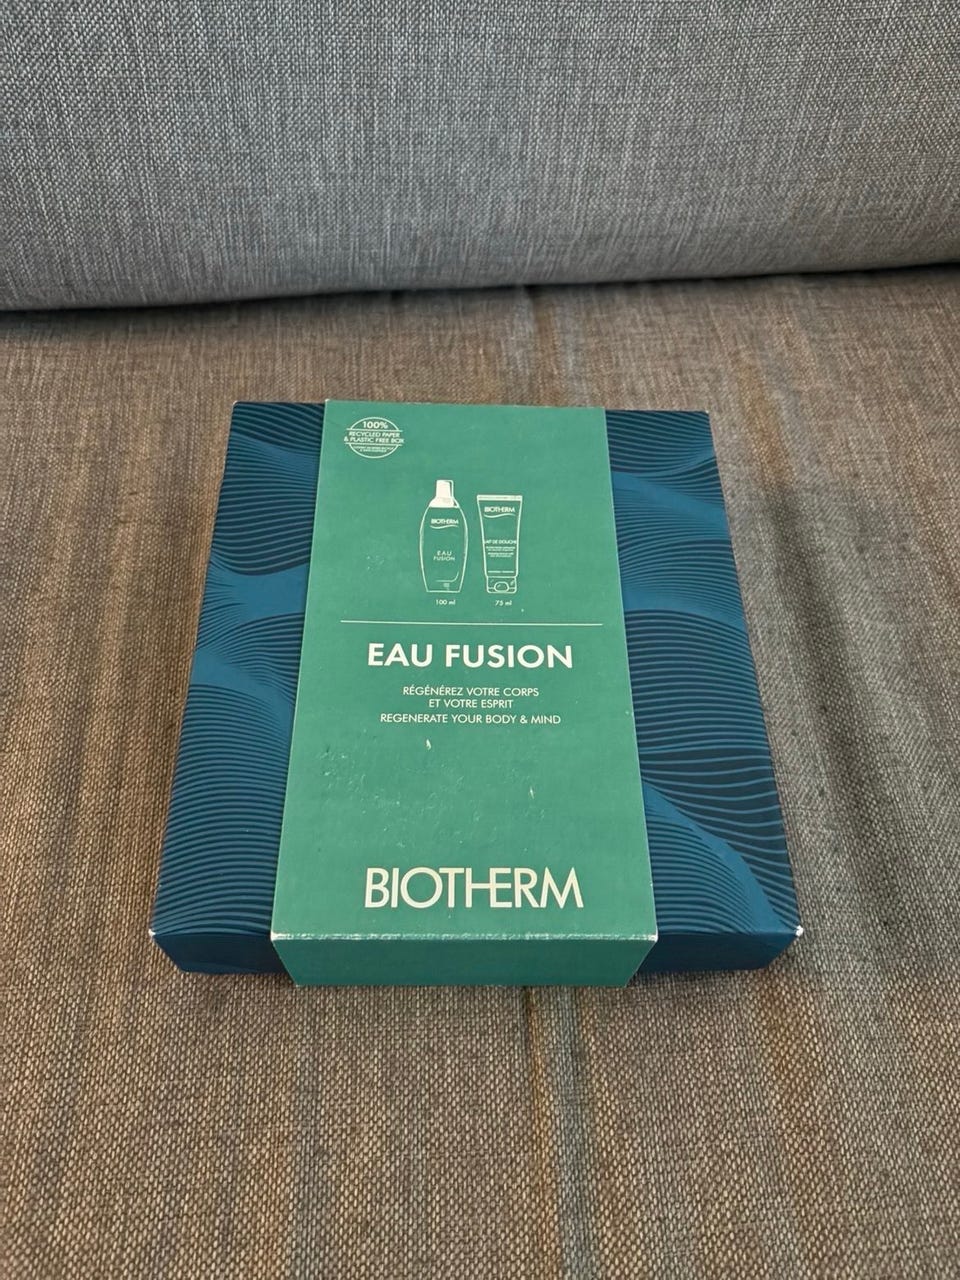 100%
RECYCLED PAPER
& PLASTIC FREE BOX
BIOTHERM
EAU
FUSION
100 ml
BIOTHERM
LAIT DE DOUCHE
75 ml
EAU FUSION
RÉGÉNÉREZ VOTRE CORPS
ET VOTRE ESPRIT
REGENERATE YOUR BODY & MIND
BIOTHERM